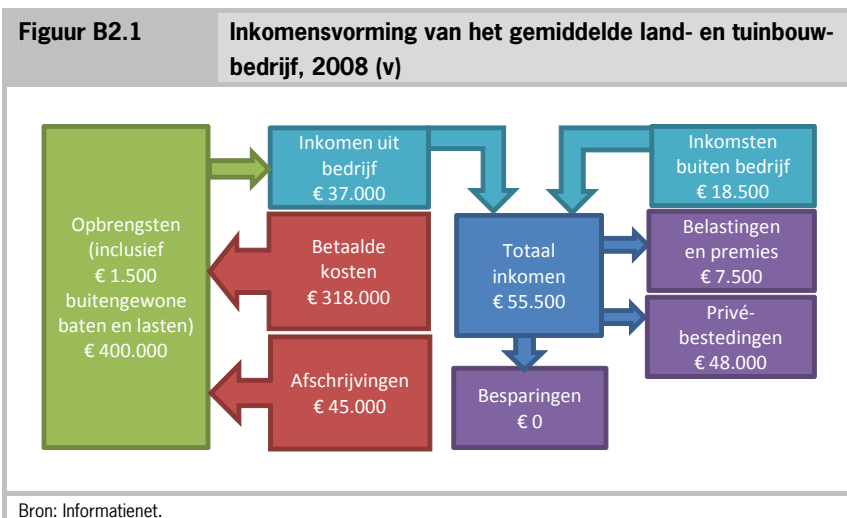 Figuur B2.1
Inkomensvorming van het gemiddelde land- en tuinbouw-
bedrijf, 2008 (v)
Opbrengsten
(inclusief
€ 1.500
buitengewone
baten en lasten)
€ 400.000
Inkomen uit
bedrijf
€ 37.000
Betaalde
kosten
€ 318.000
Afschrijvingen
€ 45.000
Totaal
inkomen
€ 55.500
Besparingen
€ 0
Inkomsten
buiten bedrijf
€ 18.500
Belastingen
en premies
€ 7.500
Privé-
bestedingen
€ 48.000
Bron: Informatienet.